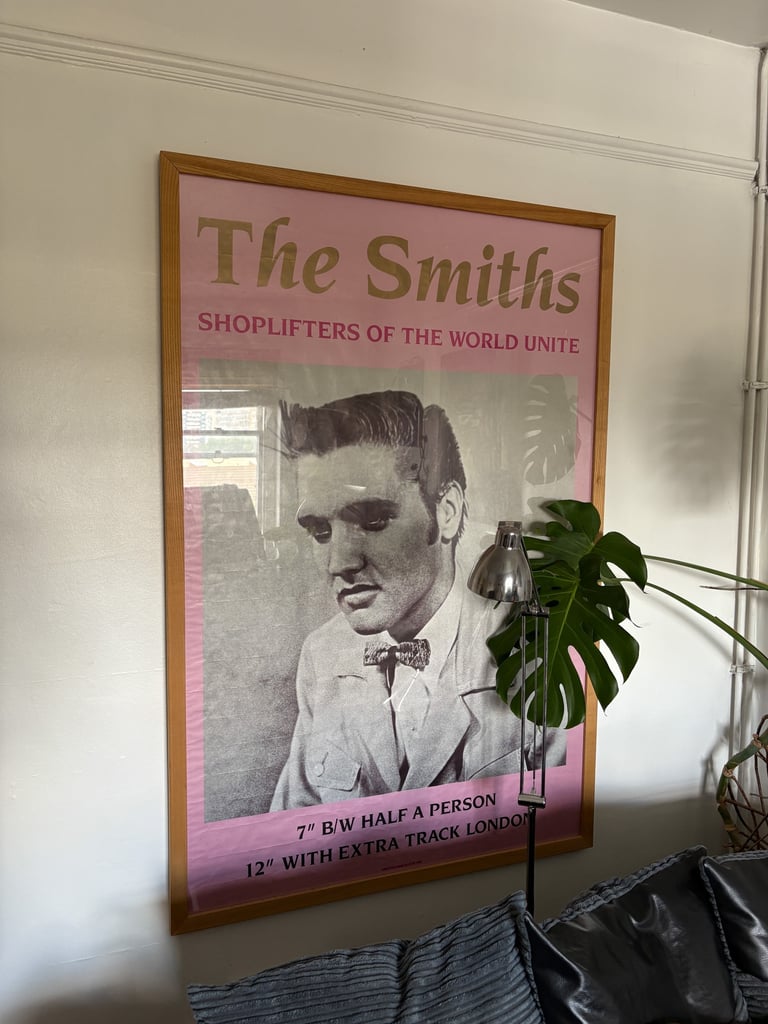 The Smiths
SHOPLIFTERS OF THE WORLD UNITE
7" B/W HALF A PERSON
12" WITH EXTRA TRACK LONDON